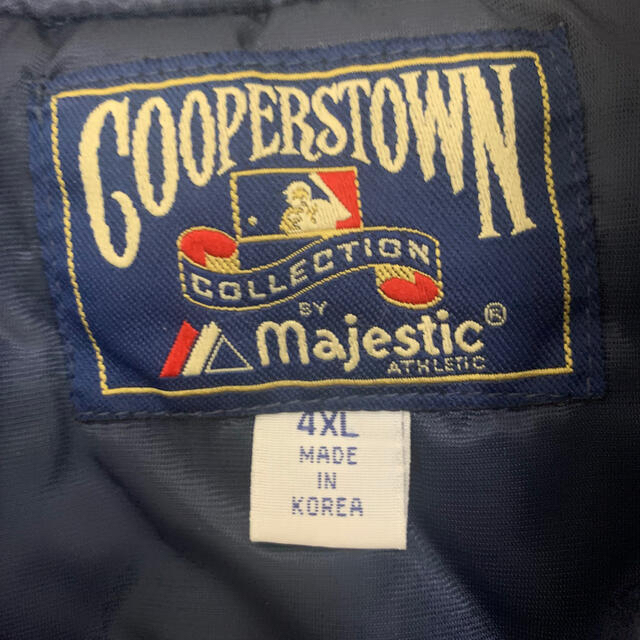 COOPERSTOWN
COLLECTION
BY
Majestic®
ATHLETIC
4XL
MADE
IN
KOREA